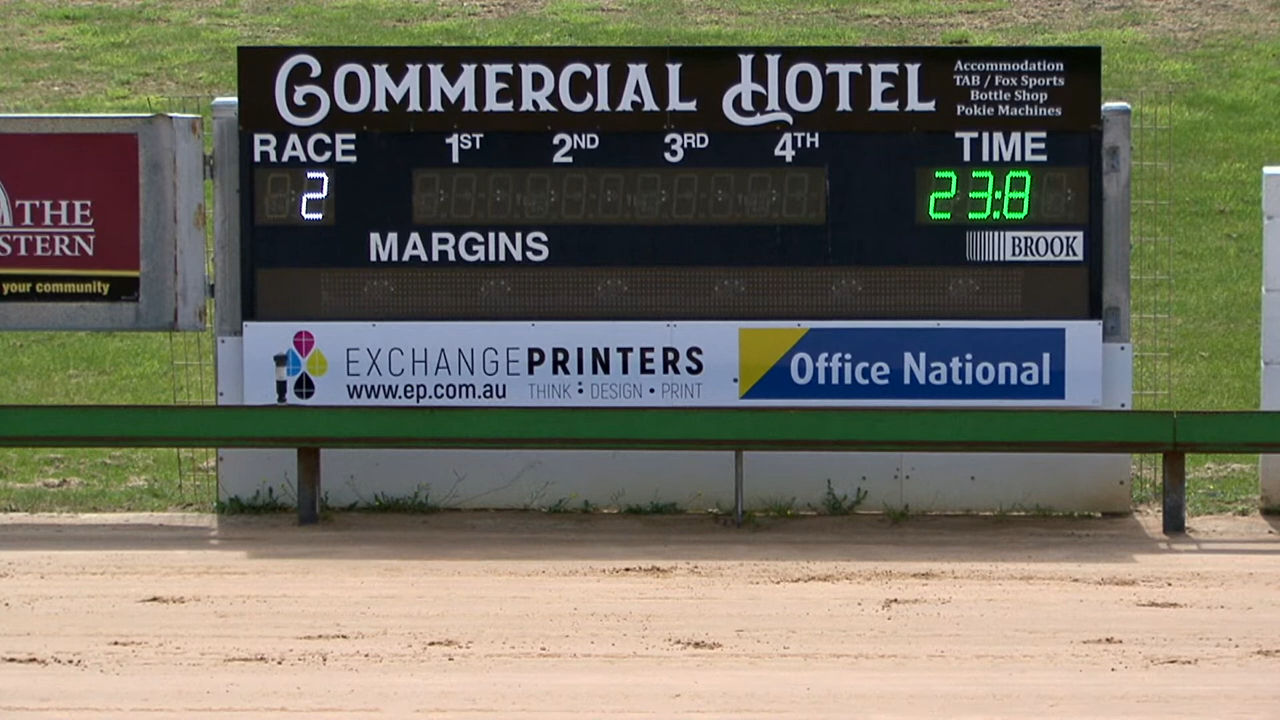 COMMERCIAL HOTEL
Accommodation
TAB / Fox Sports
Bottle Shop
Pokie Machines
RACE 1ST 2ND 3RD 4TH TIME
2 23:8
MARGINS
BROOK
THE
STERN
your community
EXCHANGEPRINTERS
www.ep.com.au THINK • DESIGN • PRINT
Office National